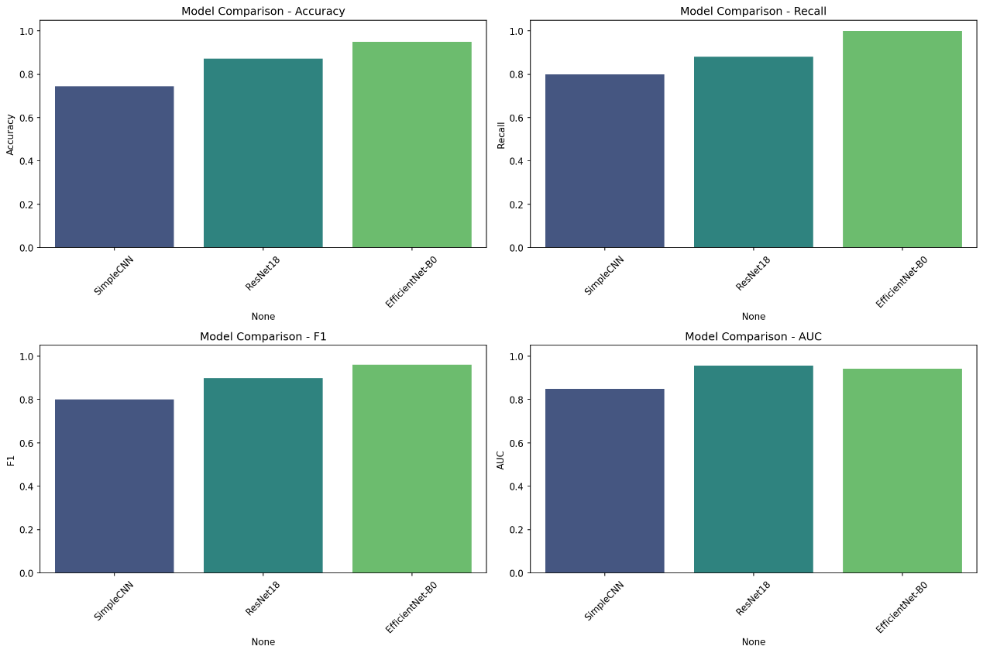 Model Comparison - Accuracy
1.0
0.8
0.6
0.4
0.2
0.0
Accuracy
SimpleCNN
ResNet18
EfficientNet-B0
None
Model Comparison - Recall
1.0
0.8
0.6
0.4
0.2
0.0
Recall
SimpleCNN
ResNet18
EfficientNet-B0
None
Model Comparison - F1
1.0
0.8
0.6
0.4
0.2
0.0
F1
SimpleCNN
ResNet18
EfficientNet-B0
None
Model Comparison - AUC
1.0
0.8
0.6
0.4
0.2
0.0
AUC
SimpleCNN
ResNet18
EfficientNet-B0
None